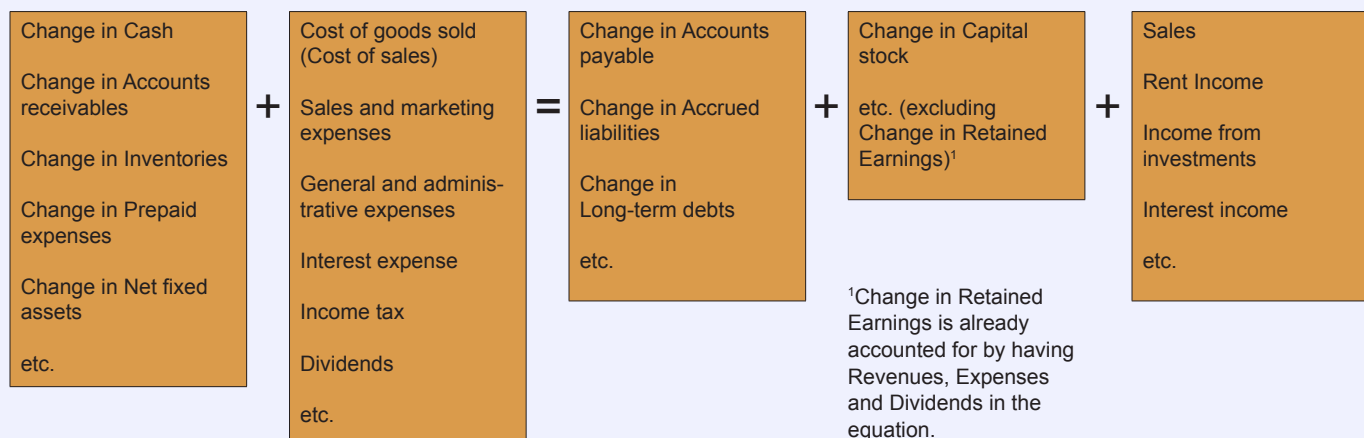 Change in Cash
Change in Accounts
receivables
Change in Inventories
Change in Prepaid
expenses
Change in Net fixed
assets
etc.
+
Cost of goods sold
(Cost of sales)
Sales and marketing
expenses
General and adminis-
trative expenses
Interest expense
Income tax
Dividends
etc.
=
Change in Accounts
payable
Change in Accrued
liabilities
Change in
Long-term debts
etc.
+
Change in Capital
stock
etc. (excluding
Change in Retained
Earnings)¹
+
Sales
Rent Income
Income from
investments
Interest income
etc.
¹Change in Retained
Earnings is already
accounted for by having
Revenues, Expenses
and Dividends in the
equation.